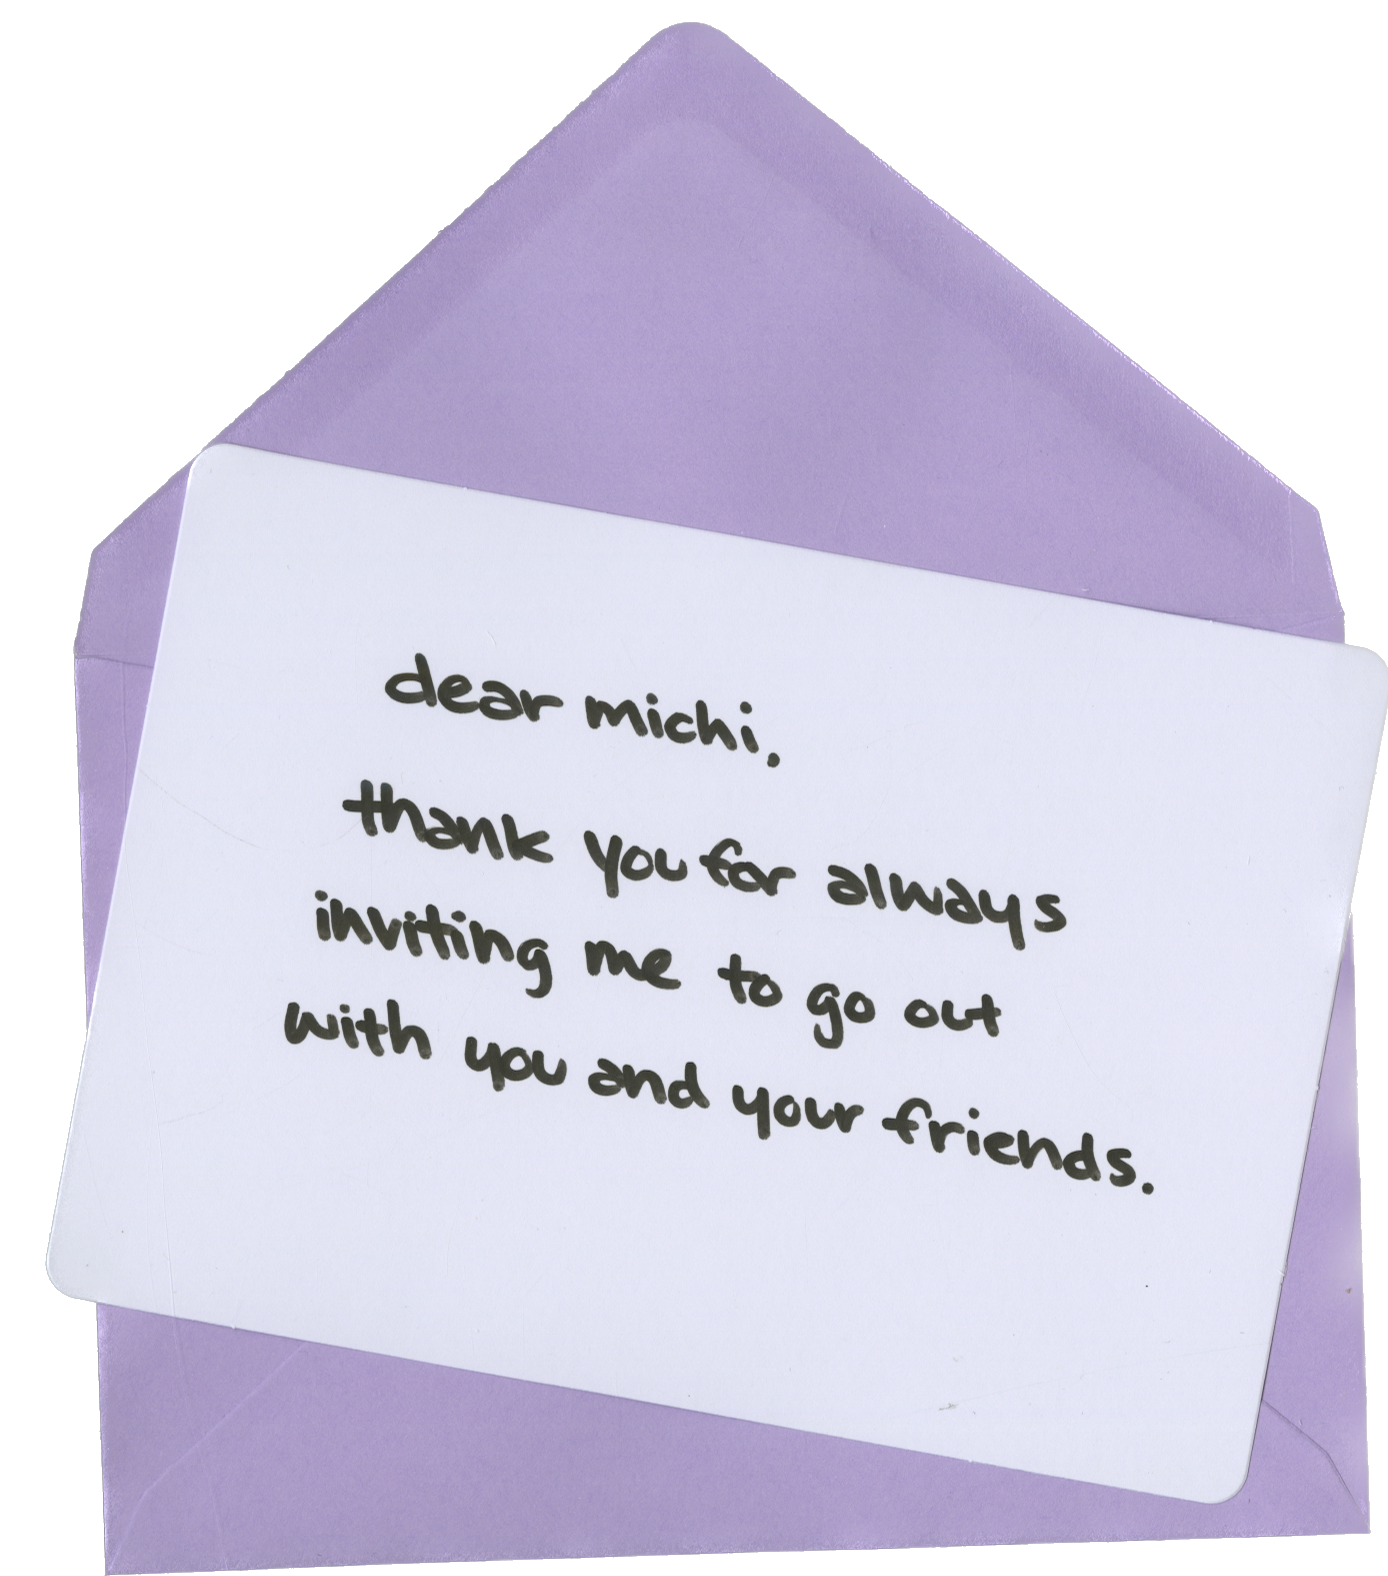 dear michi,
thank you for always
inviting me to go out
with you and your friends.